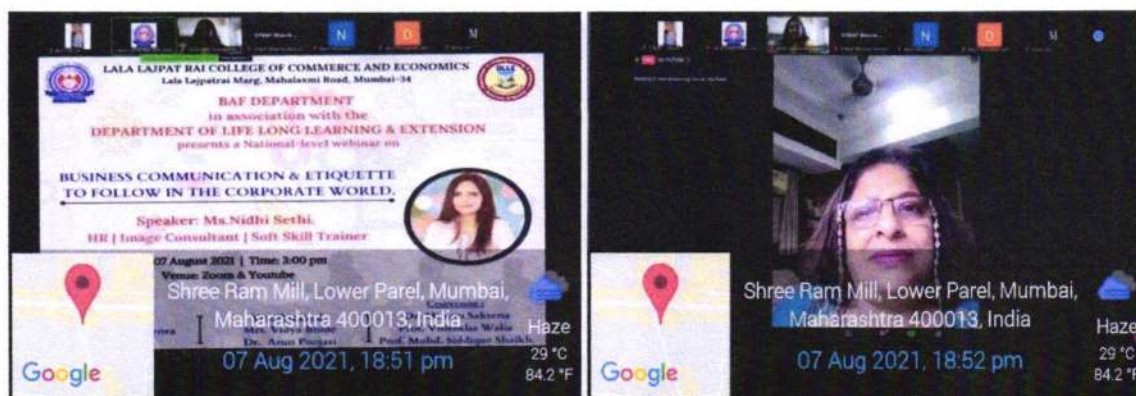 N
D
M
LALA LAJPAT RAI COLLEGE OF COMMERCE AND ECONOMICS
Lala Lajpatrai Marg, Mahalaxmi Road, Mumbai-34
BAF DEPARTMENT
in association with the
DEPARTMENT OF LIFE LONG LEARNING & EXTENSION
presents a National-level webinar on
BUSINESS COMMUNICATION & ETIQUETTE
TO FOLLOW IN THE CORPORATE WORLD.
Speaker: Ms.Nidhi Sethi.
HR | Image Consultant | Soft Skill Trainer
07 August 2021 | Time: 3:00 pm
Venue: Zoom & Youtube
Dr. Arun Poojari
Prof. Mohd. Siddique Shaikh
Shree Ram Mill, Lower Parel, Mumbai,
Maharashtra 400013, India
07 Aug 2021, 18:51 pm
Google
Haze
29 °C
84.2 °F
N
D
M
Shree Ram Mill, Lower Parel, Mumbai,
Maharashtra 400013, India
07 Aug 2021, 18:52 pm
Google
Haze
29 °C
84.2 °F